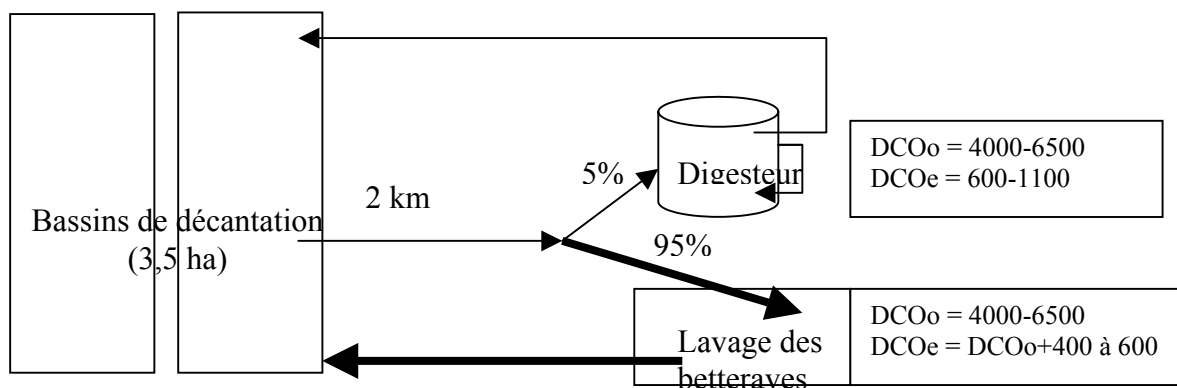 5%
Digesteur
DCOo = 4000-6500
DCOe = 600-1100
2 km
Bassins de décantation
(3,5 ha)
95%
Lavage des
betteraves
DCOo = 4000-6500
DCOe = DCOo+400 à 600